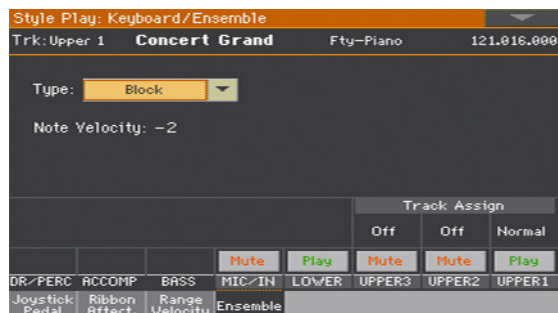 Style Play: Keyboard/Ensemble
Trk:Upper 1 Concert Grand Fty-Piano 121.016.000
Type: Block
Note Velocity: -2
Track Assign
Off Off Normal
Mute Play Mute Mute Play
DR/PERC ACCOMP BASS MIC/IN LOWER UPPER3 UPPER2 UPPER1
Joystick Ribbon Range Ensemble
Pedal Affect. Velocity